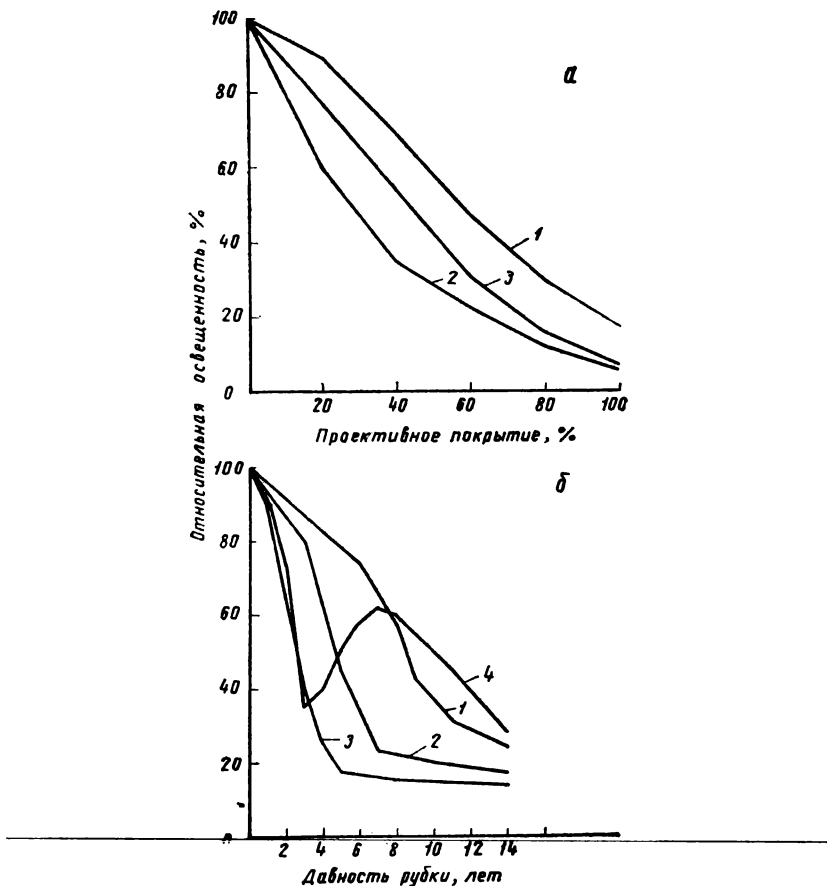 Относительная освещенность, %
а
100
80
60
40
20
0
1
2
3
20 40 60 80 100
Проективное покрытие, %
б
100
80
60
40
20
4
1
2
3
2 4 6 8 10 12 14
Давность рубки, лет